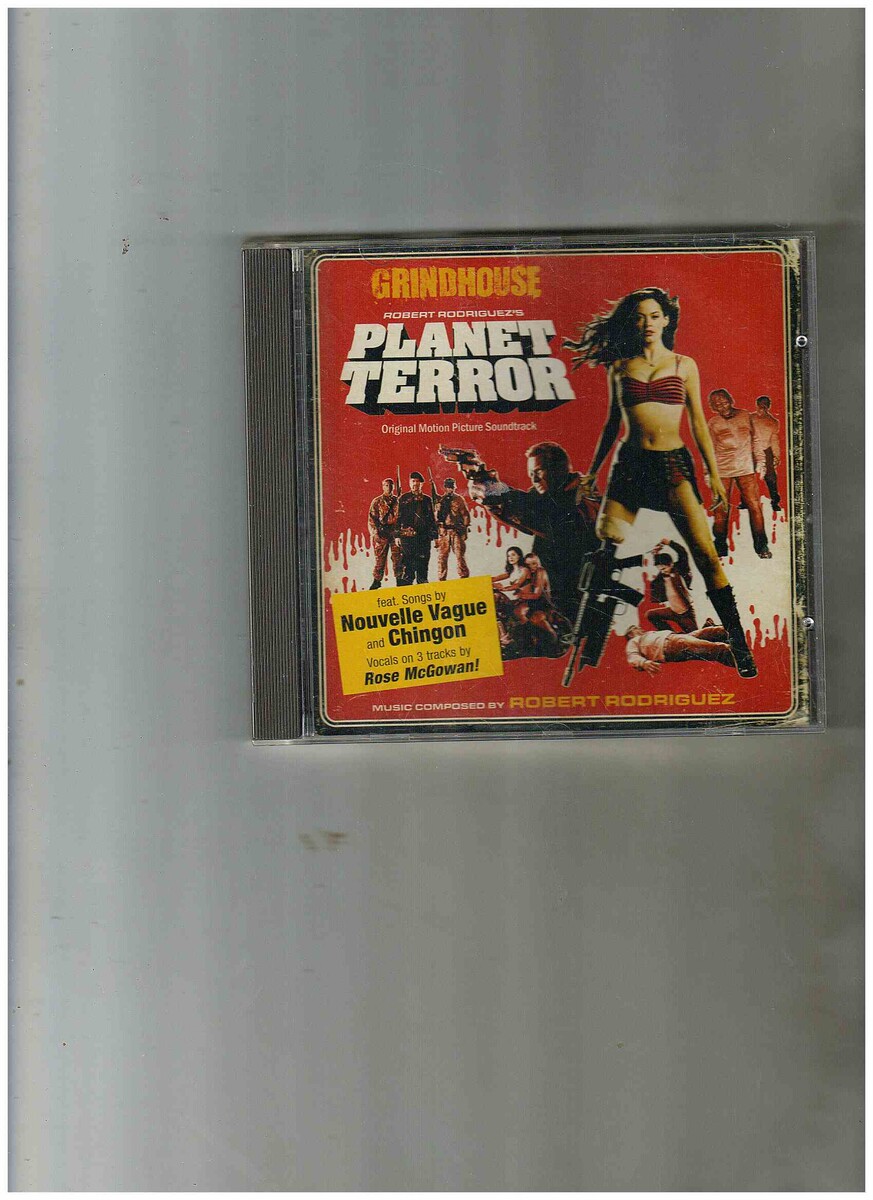 GRINDHOUSE
ROBERT RODRIGUEZ'S
PLANET
TERROR
Original Motion Picture Soundtrack
feat. Songs by
Nouvelle Vague
and Chingon
Vocals on 3 tracks by
Rose McGowan!
MUSIC COMPOSED BY ROBERT RODRIGUEZ